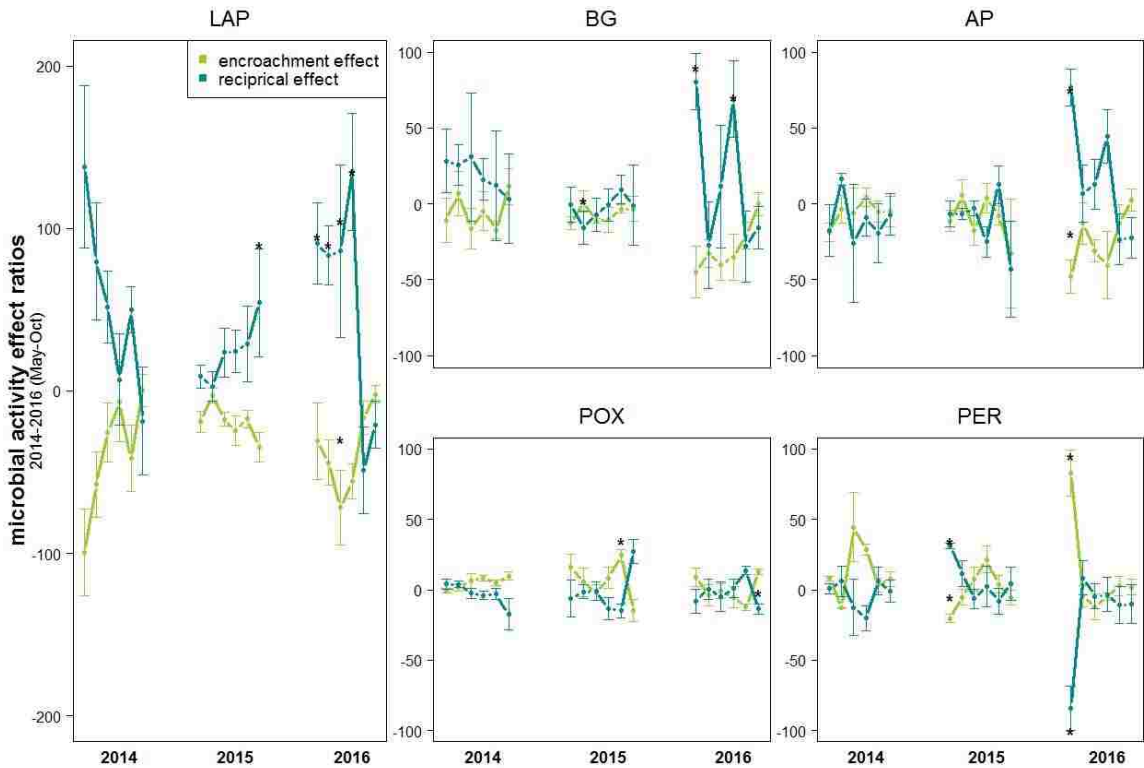 LAP
BG
AP
encroachment effect
reciprical effect
200
100
0
-100
-200
100
50
0
-50
-100
100
50
0
-50
-100
microbial activity effect ratios
2014-2016 (May-Oct)
POX
PER
100
50
0
-50
-100
100
50
0
-50
-100
2014 2015 2016
2014 2015 2016
2014 2015 2016